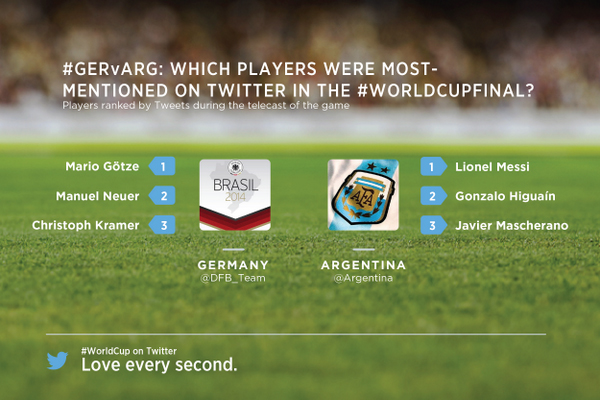 #GERvARG: WHICH PLAYERS WERE MOST-
MENTIONED ON TWITTER IN THE #WORLDCUPFINAL?
Players ranked by Tweets during the telecast of the game
Mario Götze 1
Manuel Neuer 2
Christoph Kramer 3
BRASIL
2014
GERMANY
@DFB_Team
1 Lionel Messi
2 Gonzalo Higuaín
3 Javier Mascherano
AFA
ARGENTINA
@Argentina
#WorldCup on Twitter
Love every second.